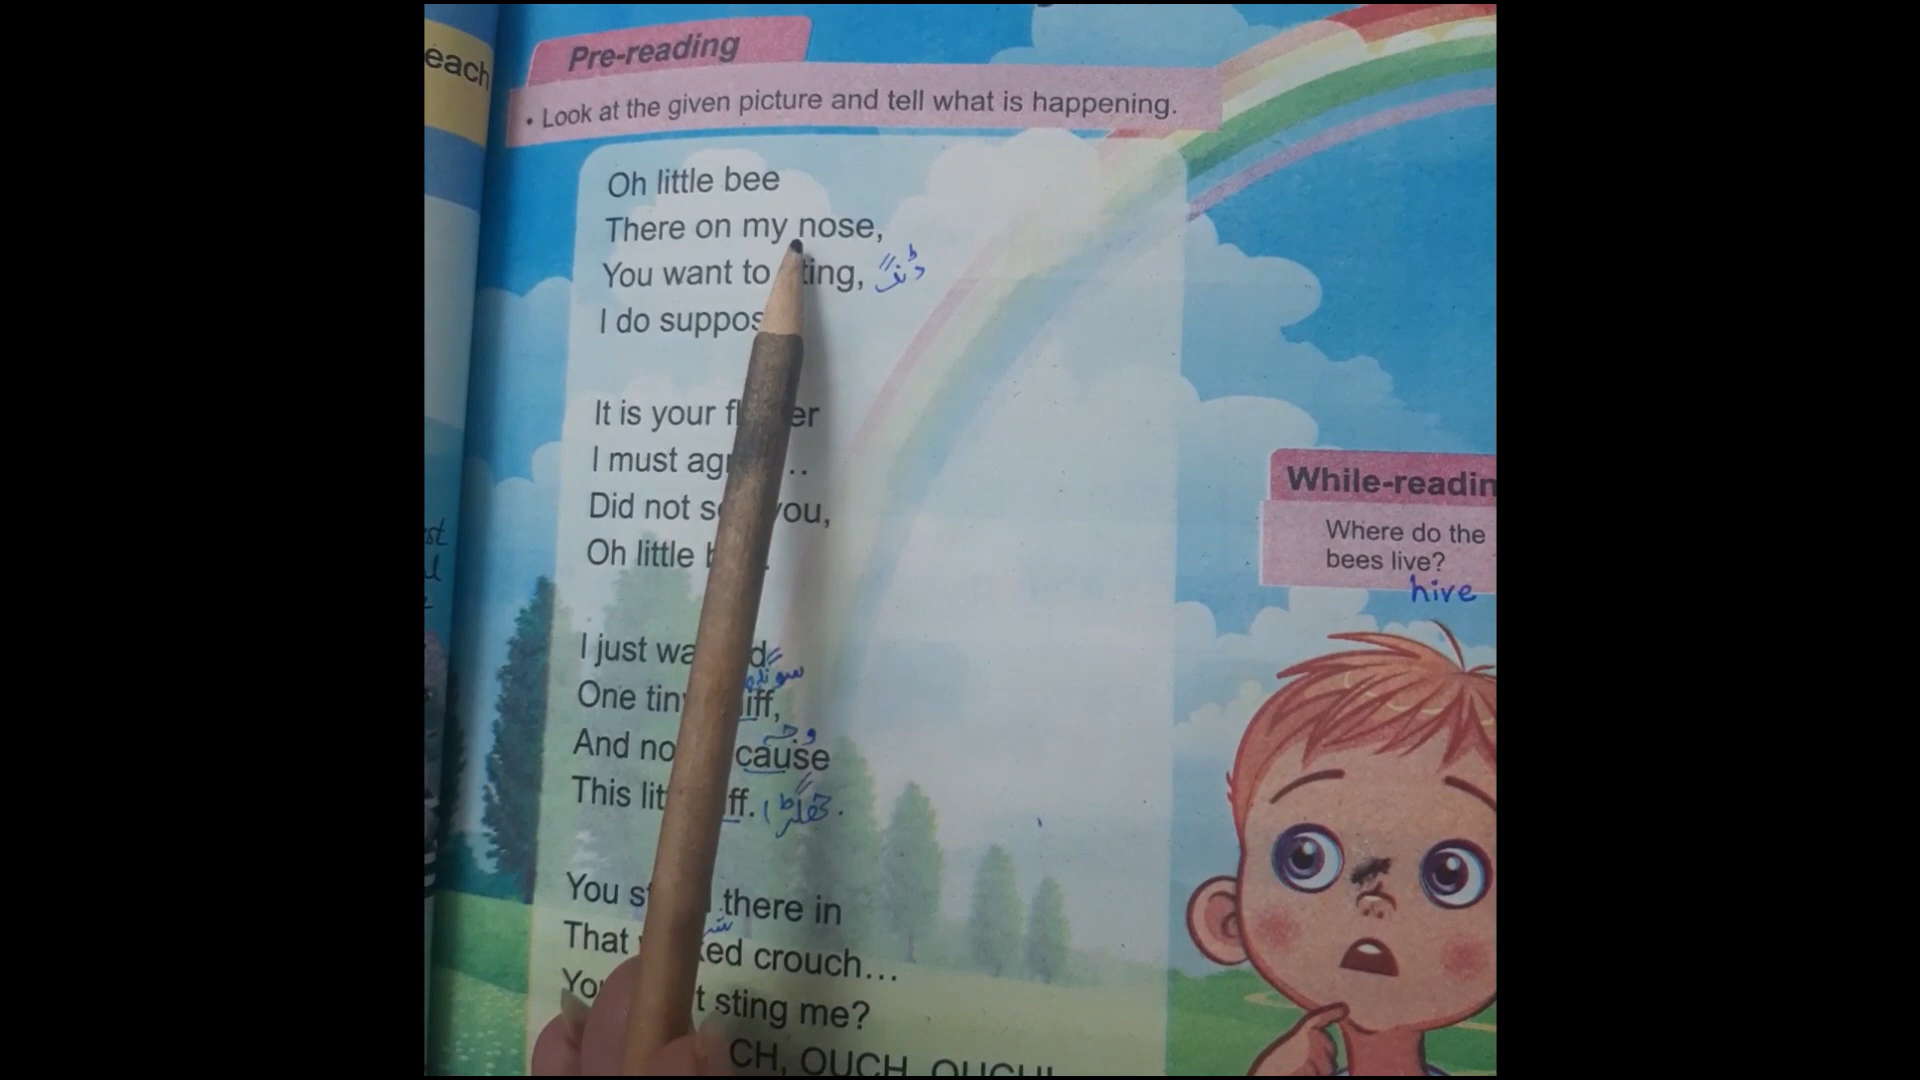 each
Pre-reading
• Look at the given picture and tell what is happening.
Oh little bee
There on my nose,
You want to ting, ڈنگ
I do suppos
It is your fl er
I must ag ..
Did not s you,
Oh little
I just wa d
سونگھ
One tin iff,
وجہ
And no cause
This lit ff.
You s there in
That ked crouch...
Yo t sting me?
CH, OUCH, OUCH!
While-readin
Where do the
bees live?
hive
st